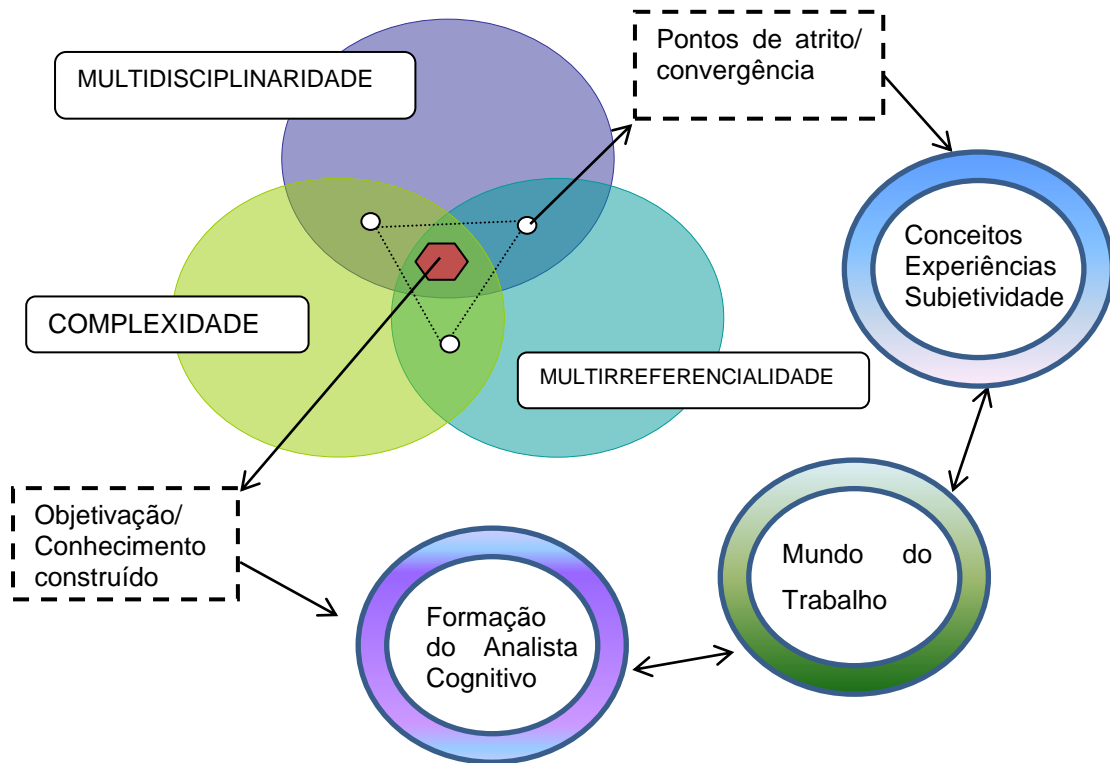 MULTIDISCIPLINARIDADE
Pontos de atrito/
convergência
COMPLEXIDADE
MULTIRREFERENCIALIDADE
Conceitos
Experiências
Subjetividade
Objetivação/
Conhecimento
construído
Formação
do Analista
Cognitivo
Mundo do
Trabalho